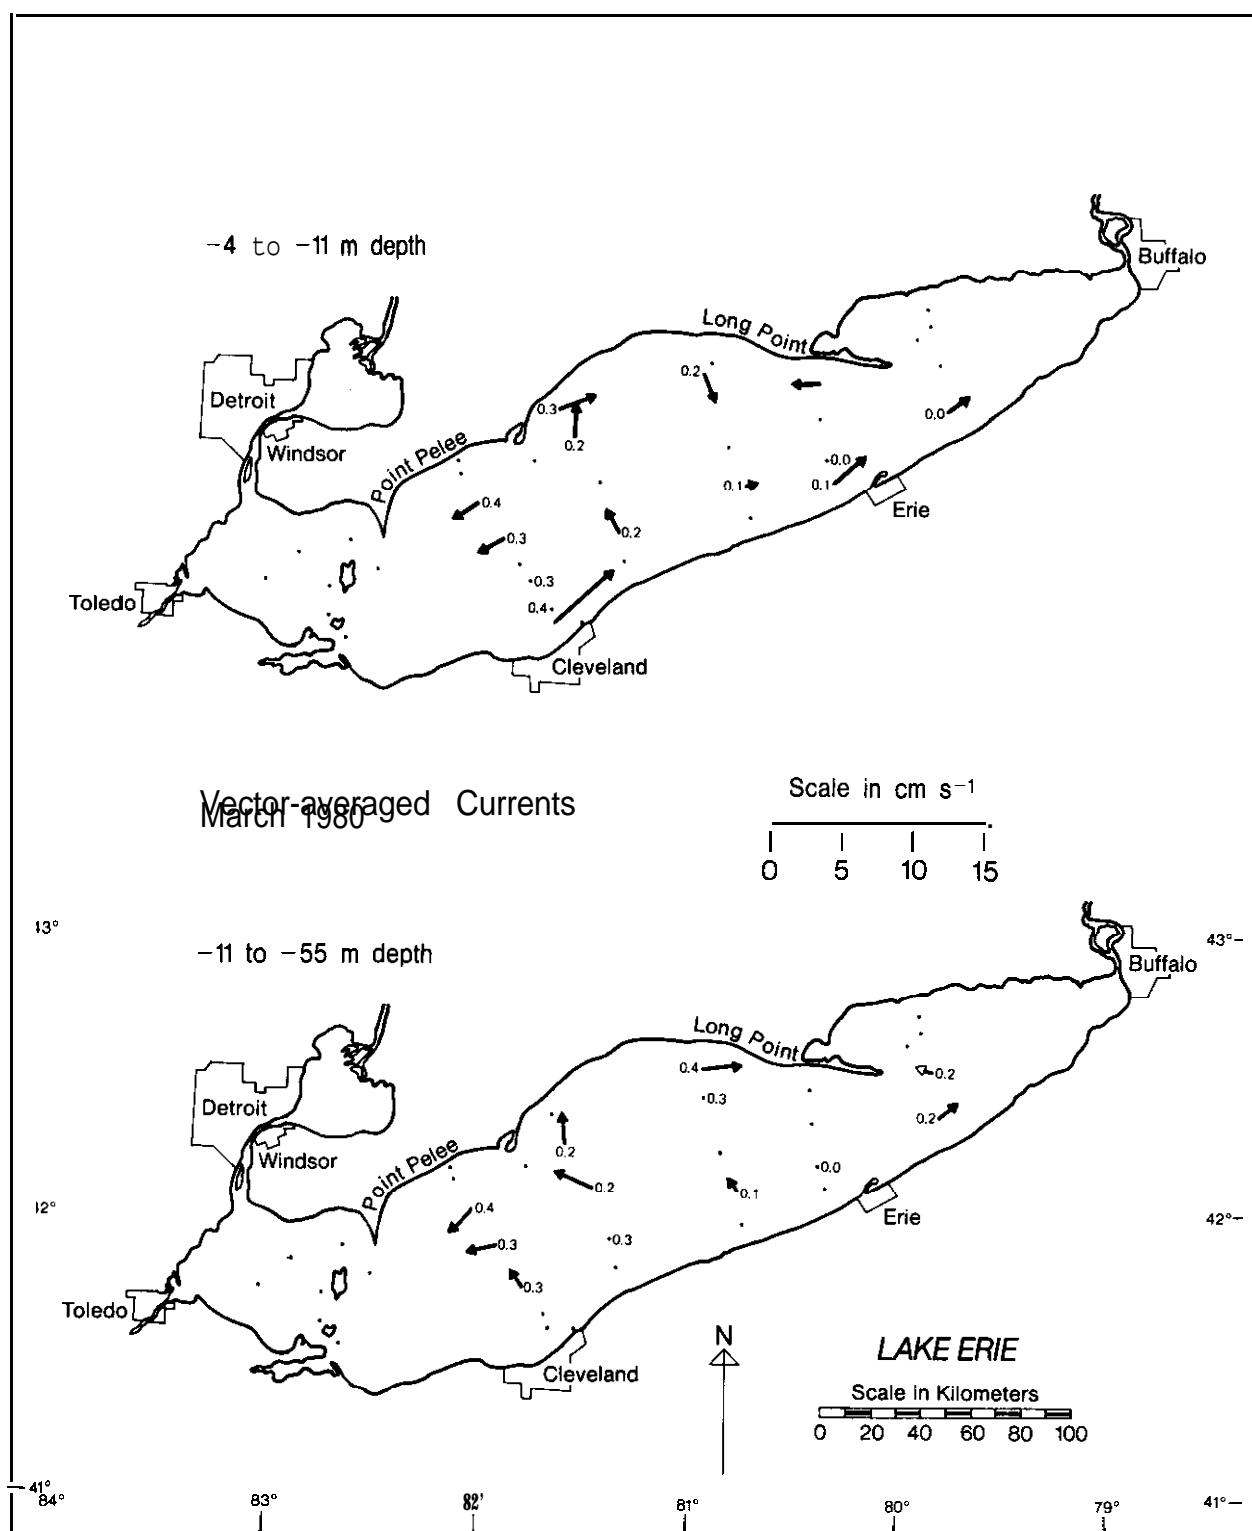 −4 to −11 m depth
Buffalo
Long Point
0.2
Detroit
0.3
0.0
0.2
Windsor
Point Pelee
+0.0
0.1
0.1
0.4
Erie
0.3
0.2
0.3
Toledo
0.4
Cleveland
Vector-averaged Currents
March 1980
Scale in cm s⁻¹
0 5 10 15
43°
−11 to −55 m depth
Buffalo
Long Point
0.4
0.2
0.3
Detroit
0.2
Windsor
Point Pelee
0.2
+0.0
0.2
0.1
42°
0.4
Erie
0.3
+0.3
0.3
Toledo
N
LAKE ERIE
Cleveland
Scale in Kilometers
0 20 40 60 80 100
41°
84° 83° 82' 81° 80° 79° 41°